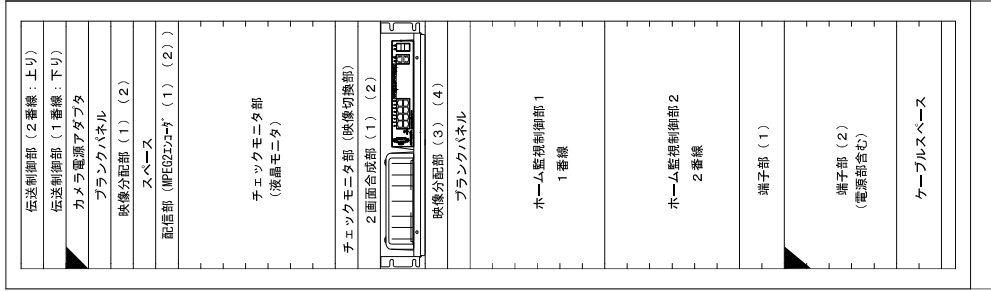 伝送制御部（２番線：上り）
伝送制御部（１番線：下り）
カメラ電源アダプタ
ブランクパネル
映像分配部（１）（２）
スペース
配信部（MPEG2ｴﾝｺｰﾀﾞ（１）（２））
チェックモニタ部
（液晶モニタ）
チェックモニタ部（映像切換部）
２画面合成部（１）（２）
映像分配部（３）（４）
ブランクパネル
ホーム監視制御部１
１番線
ホーム監視制御部２
２番線
端子部（１）
端子部（２）
（電源部含む）
ケーブルスペース